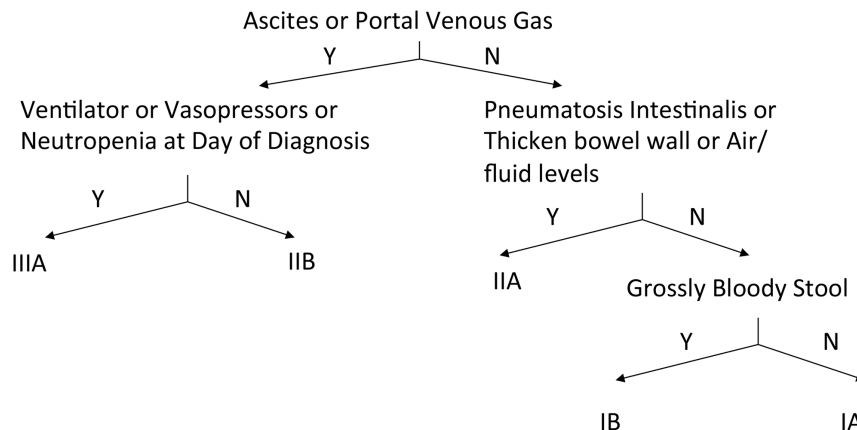 Ascites or Portal Venous Gas
Y
N
Ventilator or Vasopressors or
Neutropenia at Day of Diagnosis
Pneumatosis Intestinalis or
Thicken bowel wall or Air/
fluid levels
Y
N
Y
N
IIIA
IIB
IIA
Grossly Bloody Stool
Y
N
IB
IA